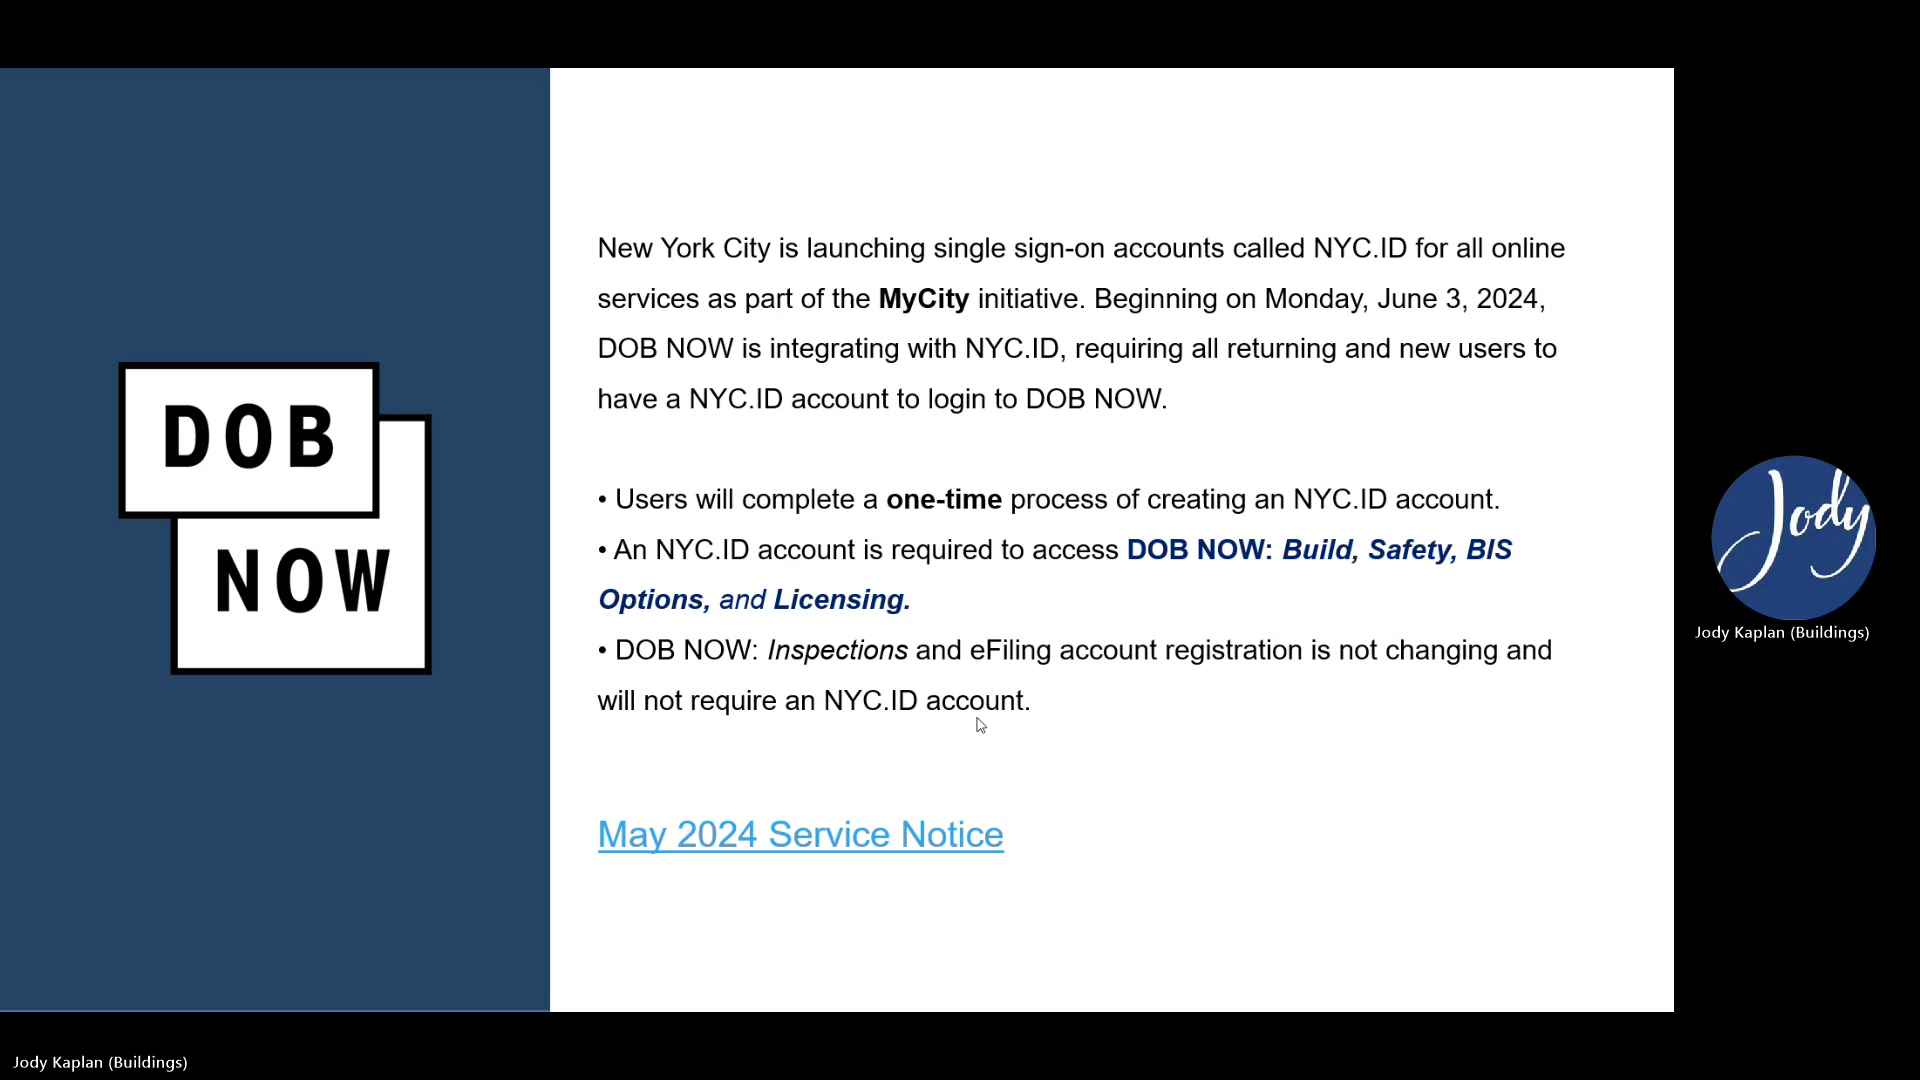 DOB
NOW
New York City is launching single sign-on accounts called NYC.ID for all online
services as part of the MyCity initiative. Beginning on Monday, June 3, 2024,
DOB NOW is integrating with NYC.ID, requiring all returning and new users to
have a NYC.ID account to login to DOB NOW.
• Users will complete a one-time process of creating an NYC.ID account.
• An NYC.ID account is required to access DOB NOW: Build, Safety, BIS
Options, and Licensing.
• DOB NOW: Inspections and eFiling account registration is not changing and
will not require an NYC.ID account.
May 2024 Service Notice
Jody
Jody Kaplan (Buildings)
Jody Kaplan (Buildings)